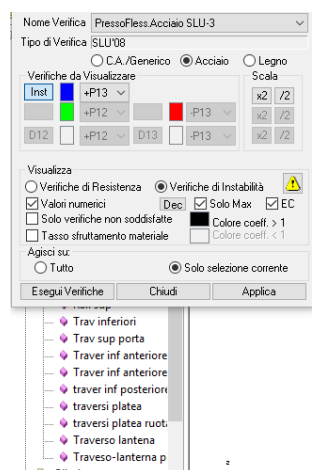 Nome Verifica PressoFless.Acciaio SLU-3
Tipo di Verifica SLU'08
C.A./Generico Acciaio Legno
Verifiche da Visualizzare Scala
Inst +P13 x2 /2
+P12 -P13 x2 /2
D12 +P12 D13 -P13 x2 /2
Visualizza
Verifiche di Resistenza Verifiche di Instabilità
Valori numerici Dec Solo Max EC
Solo verifiche non soddisfatte Colore coeff. > 1
Tasso sfruttamento materiale Colore coeff. < 1
Agisci su:
Tutto Solo selezione corrente
Esegui Verifiche Chiudi Applica
Trav inferiori
Trav sup porta
Traver inf anteriore
Traver inf anteriore
traver inf posteriore
traversi platea
traversi platea ruot
Traverso lantena
Traveso-lanterna p